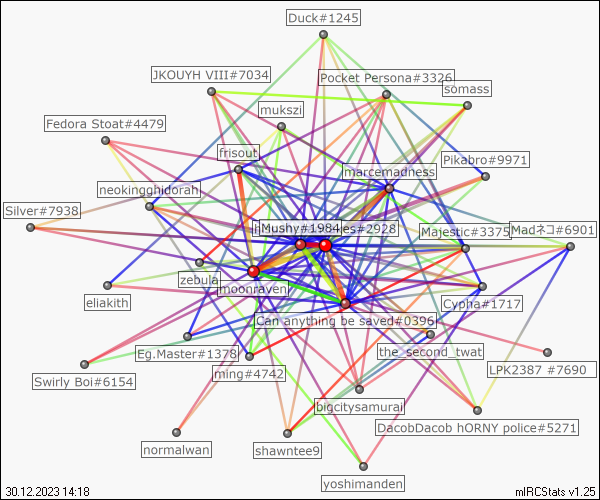 Duck#1245
JKOUYH VIII#7034
Pocket Persona#3326
somass
mukszi
Fedora Stoat#4479
frisout
Pikabro#9971
marcemadness
neokingghidorah
Silver#7938
Mushy#1984
es#2928
Majestic#3375
Madネコ#6901
zebula
moonraven
eliakith
Cypha#1717
Can anything be saved#0396
Eg.Master#1378
the_second_twat
ming#4742
LPK2387 #7690
Swirly Boi#6154
bigcitysamurai
DacobDacob hORNY police#5271
normalwan
shawntee9
yoshimanden
30.12.2023 14:18
mIRCStats v1.25